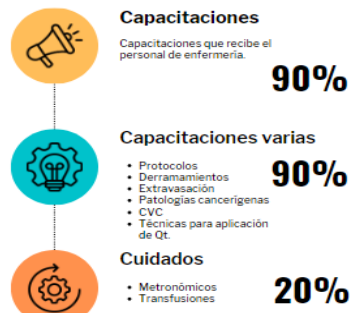 Capacitaciones
Capacitaciones que recibe el
personal de enfermería.
90%
Capacitaciones varias
• Protocolos
• Derramamientos
• Extravasación
• Patologías cancerígenas
• CVC
• Técnicas para aplicación
de Qt.
90%
Cuidados
• Metronómicos
• Transfusiones
20%